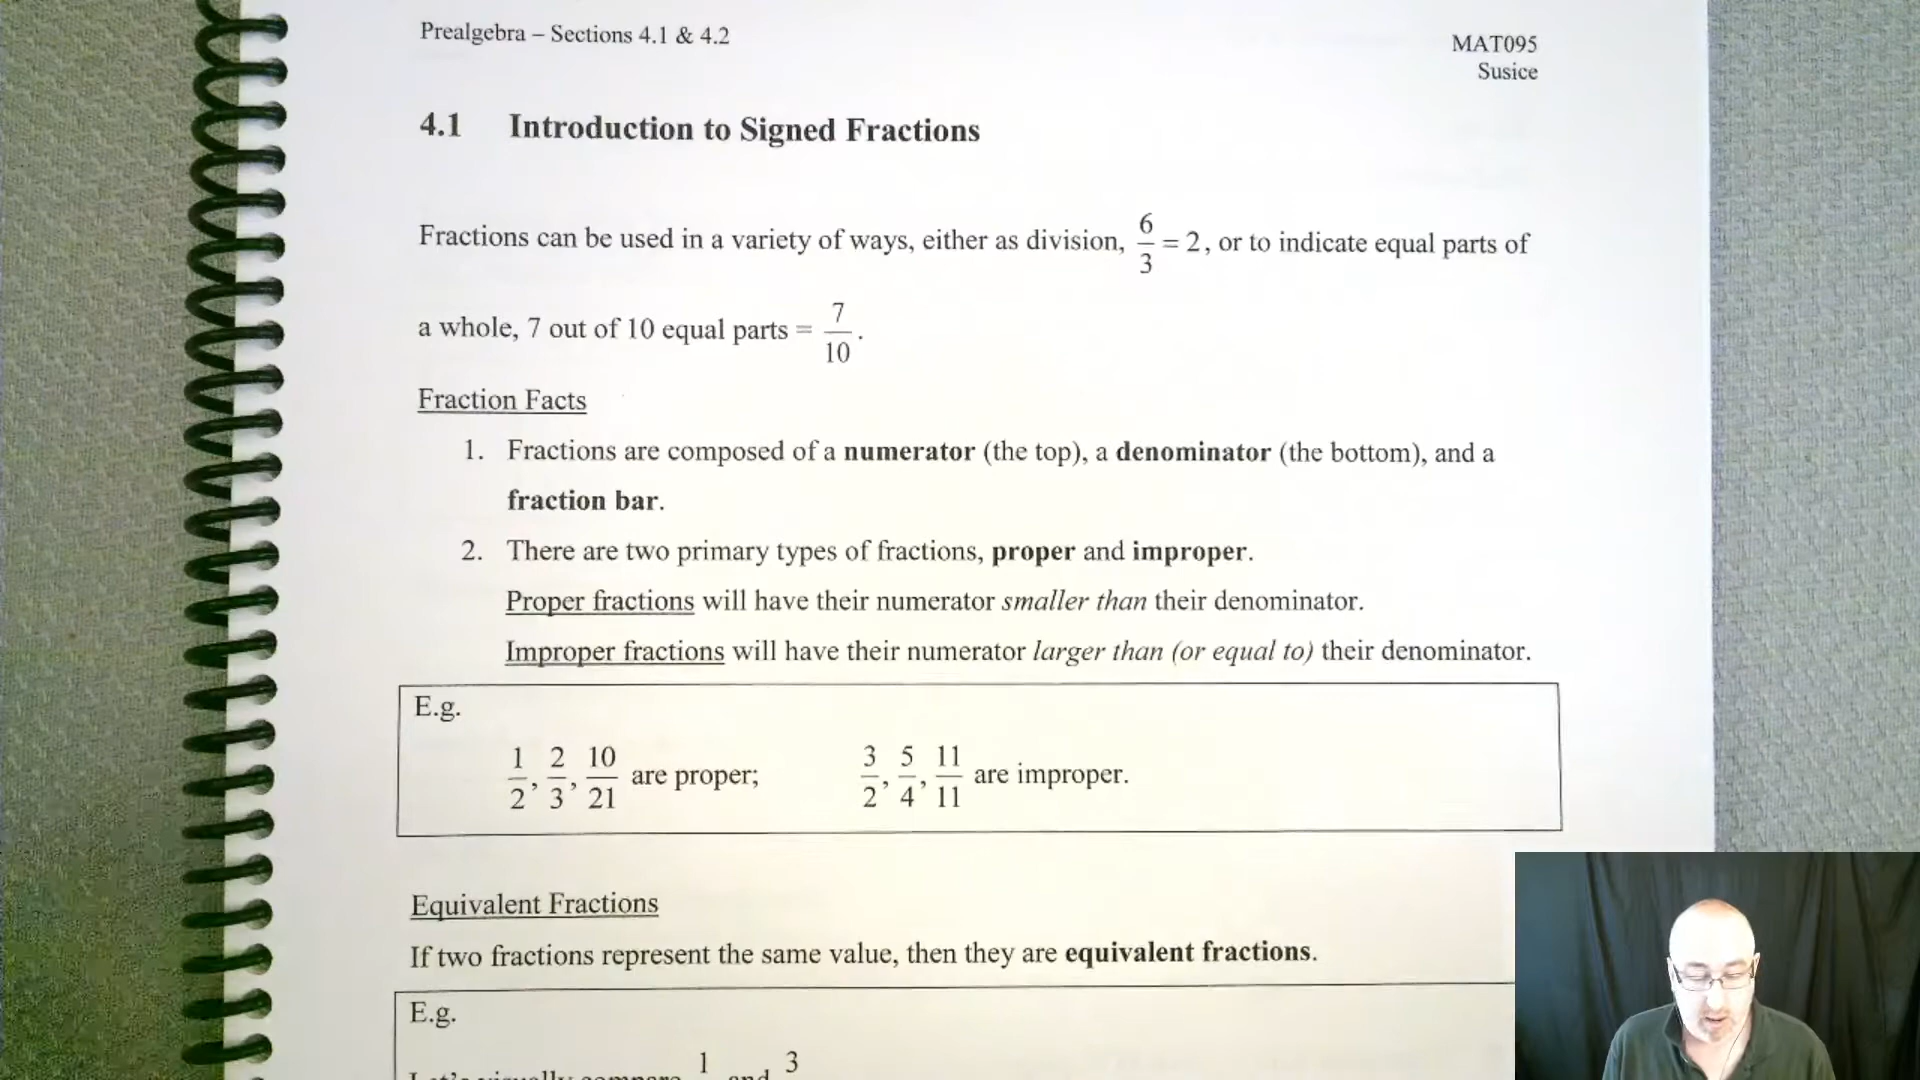 Prealgebra – Sections 4.1 & 4.2
MAT095
Susice
4.1 Introduction to Signed Fractions
Fractions can be used in a variety of ways, either as division, 6/3 = 2, or to indicate equal parts of
a whole, 7 out of 10 equal parts = 7/10.
Fraction Facts
1. Fractions are composed of a numerator (the top), a denominator (the bottom), and a
fraction bar.
2. There are two primary types of fractions, proper and improper.
Proper fractions will have their numerator smaller than their denominator.
Improper fractions will have their numerator larger than (or equal to) their denominator.
E.g.
1/2, 2/3, 10/21 are proper; 3/2, 5/4, 11/11 are improper.
Equivalent Fractions
If two fractions represent the same value, then they are equivalent fractions.
E.g.
Let's visually compare 1 and 3